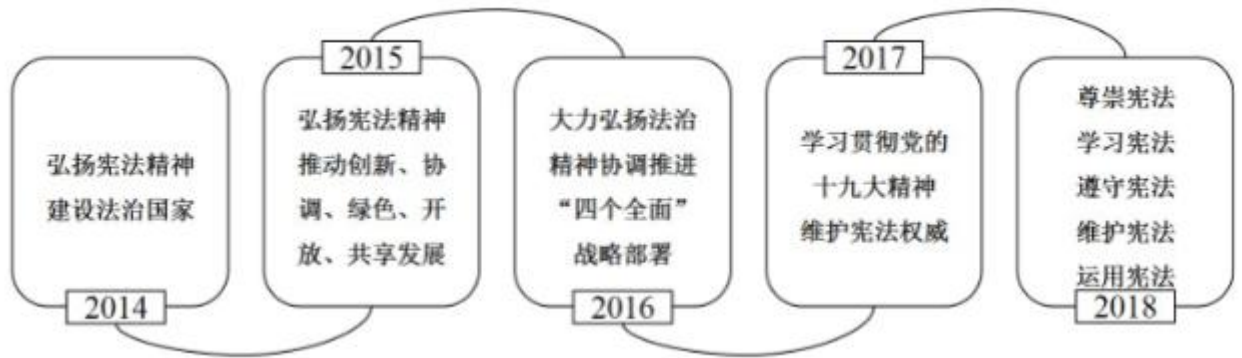 2014
弘扬宪法精神
建设法治国家
2015
弘扬宪法精神
推动创新、协
调、绿色、开
放、共享发展
大力弘扬法治
精神协调推进
“四个全面”
战略部署
2016
2017
学习贯彻党的
十九大精神
维护宪法权威
尊崇宪法
学习宪法
遵守宪法
维护宪法
运用宪法
2018